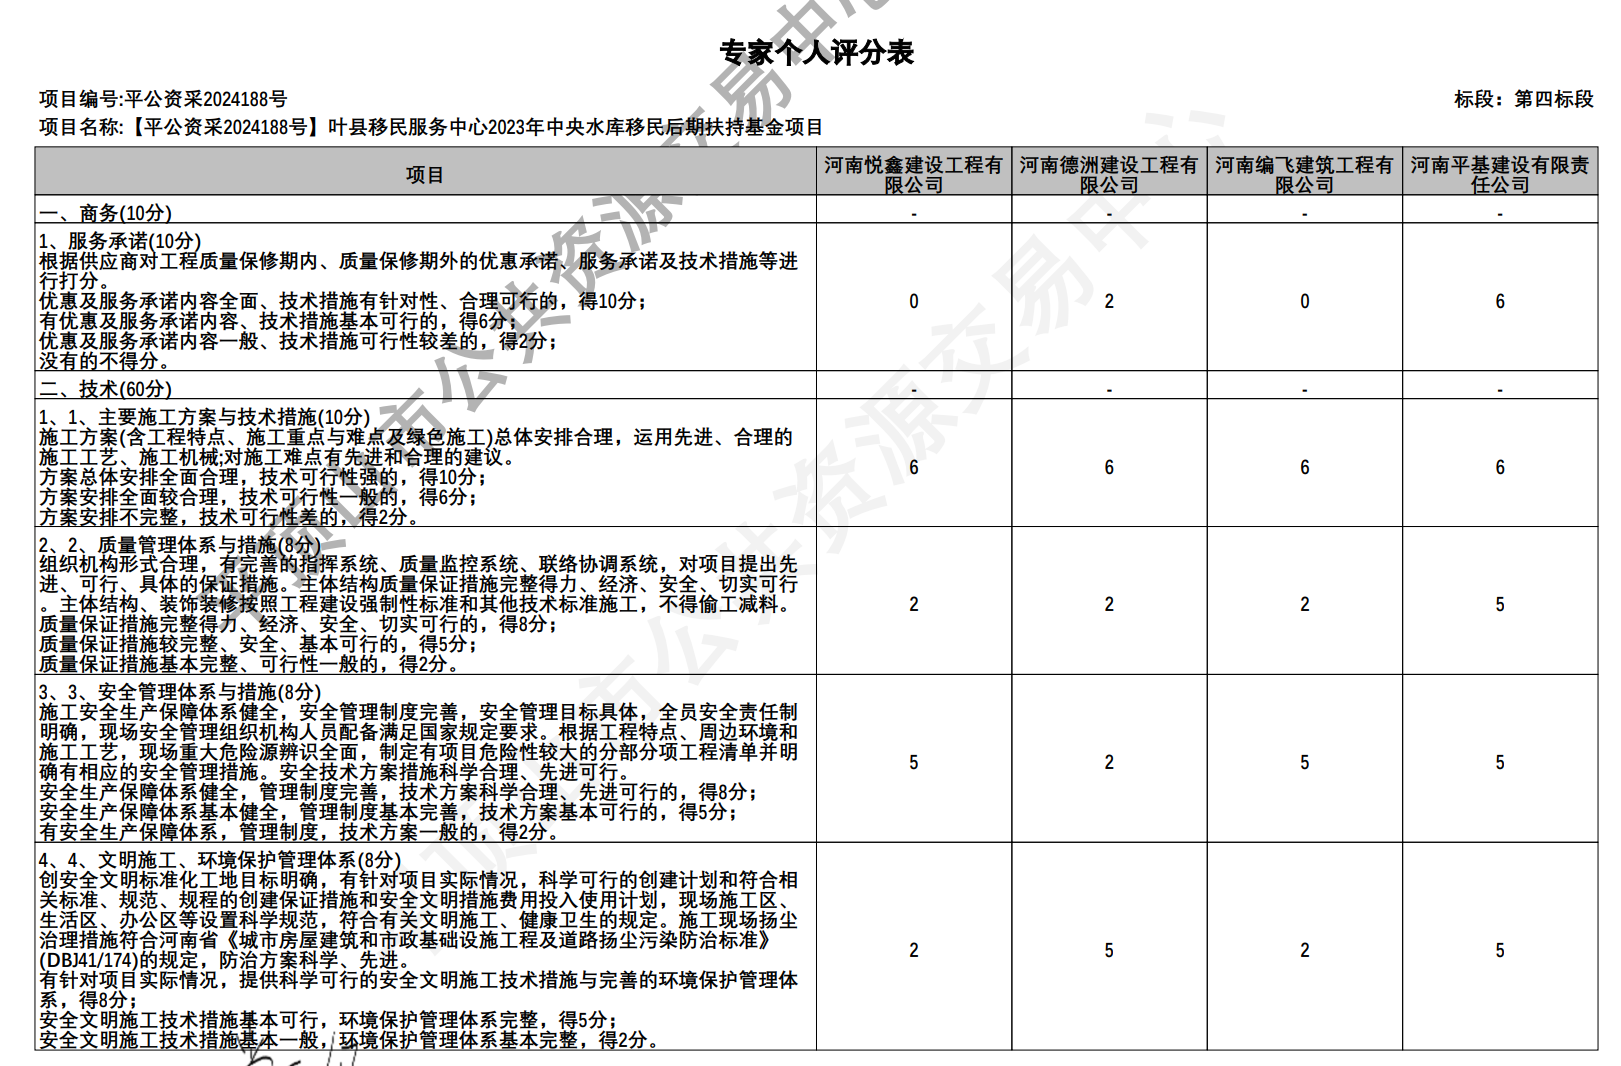 专家个人评分表
项目编号:平公资采2024188号
标段：第四标段
项目名称:【平公资采2024188号】叶县移民服务中心2023年中央水库移民后期扶持基金项目
项目 河南悦鑫建设工程有限公司 河南德洲建设工程有限公司 河南编飞建筑工程有限公司 河南平基建设有限责任公司
一、商务(10分) - - - -
1、服务承诺(10分)
根据供应商对工程质量保修期内、质量保修期外的优惠承诺、服务承诺及技术措施等进
行打分。
优惠及服务承诺内容全面、技术措施有针对性、合理可行的，得10分；
有优惠及服务承诺内容、技术措施基本可行的，得6分；
优惠及服务承诺内容一般、技术措施可行性较差的，得2分；
没有的不得分。
0 2 0 6
二、技术(60分) - - - -
1、1、主要施工方案与技术措施(10分)
施工方案(含工程特点、施工重点与难点及绿色施工)总体安排合理，运用先进、合理的
施工工艺、施工机械;对施工难点有先进和合理的建议。
方案总体安排全面合理，技术可行性强的，得10分；
方案安排全面较合理，技术可行性一般的，得6分；
方案安排不完整，技术可行性差的，得2分。
6 6 6 6
2、2、质量管理体系与措施(8分)
组织机构形式合理，有完善的指挥系统、质量监控系统、联络协调系统，对项目提出先
进、可行、具体的保证措施。主体结构质量保证措施完整得力、经济、安全、切实可行
。主体结构、装饰装修按照工程建设强制性标准和其他技术标准施工，不得偷工减料。
质量保证措施完整得力、经济、安全、切实可行的，得8分；
质量保证措施较完整、安全、基本可行的，得5分；
质量保证措施基本完整、可行性一般的，得2分。
2 2 2 5
3、3、安全管理体系与措施(8分)
施工安全生产保障体系健全，安全管理制度完善，安全管理目标具体，全员安全责任制
明确，现场安全管理组织机构人员配备满足国家规定要求。根据工程特点、周边环境和
施工工艺，现场重大危险源辨识全面，制定有项目危险性较大的分部分项工程清单并明
确有相应的安全管理措施。安全技术方案措施科学合理、先进可行。
安全生产保障体系健全，管理制度完善，技术方案科学合理、先进可行的，得8分；
安全生产保障体系基本健全，管理制度基本完善，技术方案基本可行的，得5分；
有安全生产保障体系，管理制度，技术方案一般的，得2分。
5 2 5 5
4、4、文明施工、环境保护管理体系(8分)
创安全文明标准化工地目标明确，有针对项目实际情况，科学可行的创建计划和符合相
关标准、规范、规程的创建保证措施和安全文明措施费用投入使用计划，现场施工区、
生活区、办公区等设置科学规范，符合有关文明施工、健康卫生的规定。施工现场扬尘
治理措施符合河南省《城市房屋建筑和市政基础设施工程及道路扬尘污染防治标准》
(DBJ41/174)的规定，防治方案科学、先进。
有针对项目实际情况，提供科学可行的安全文明施工技术措施与完善的环境保护管理体
系，得8分；
安全文明施工技术措施基本可行，环境保护管理体系完整，得5分；
安全文明施工技术措施基本一般，环境保护管理体系基本完整，得2分。
2 5 2 5
平顶山市公共资源交易中心
顶山市公共资源交易中心